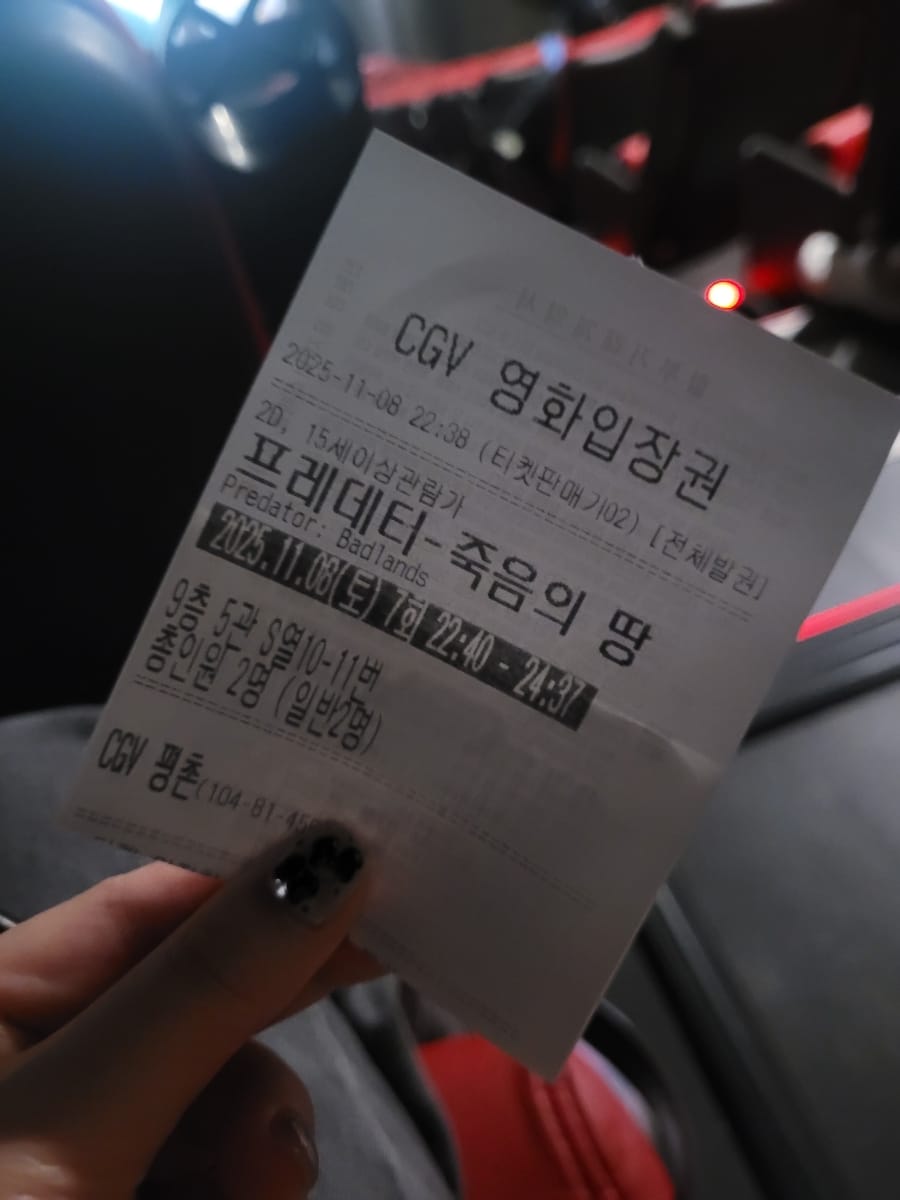 CGV 영화입장권
2025-11-08 22:38 (티켓판매기02) [전체발권]
2D, 15세이상관람가
프레데터-죽음의 땅
Predator: Badlands
2025.11.08(토) 7회 22:40 - 24:37
9층 5관 S열10-11번
총인원 2명 (일반2명)
CGV 평촌(104-81-45